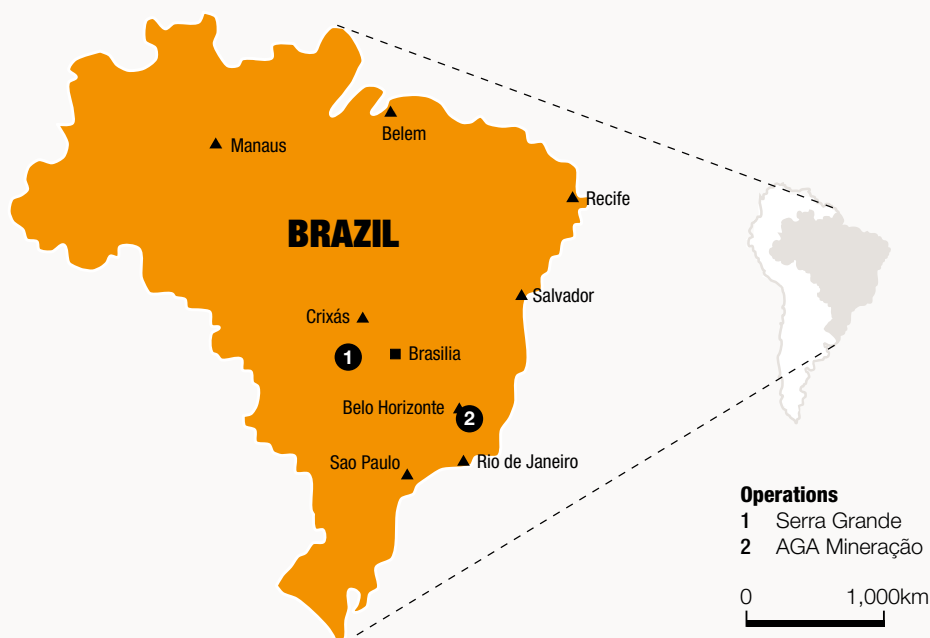 Belem
Manaus
Recife
BRAZIL
Salvador
Crixás
1
Brasilia
Belo Horizonte
2
Sao Paulo
Rio de Janeiro
Operations
1 Serra Grande
2 AGA Mineração
0 1,000km